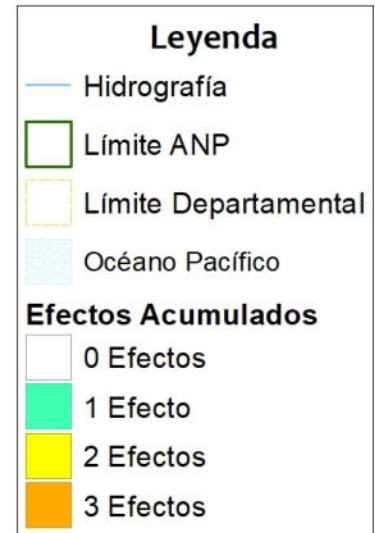 Leyenda
Hidrografía
Límite ANP
Límite Departamental
Océano Pacífico
Efectos Acumulados
0 Efectos
1 Efecto
2 Efectos
3 Efectos